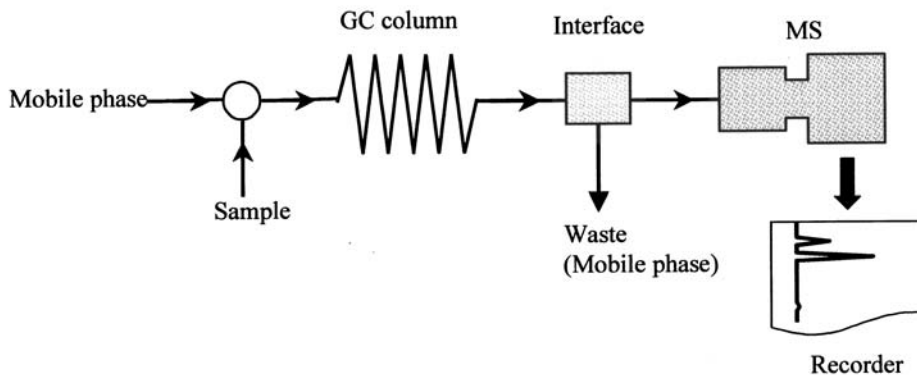 GC column
Interface
MS
Mobile phase
Sample
Waste
(Mobile phase)
Recorder